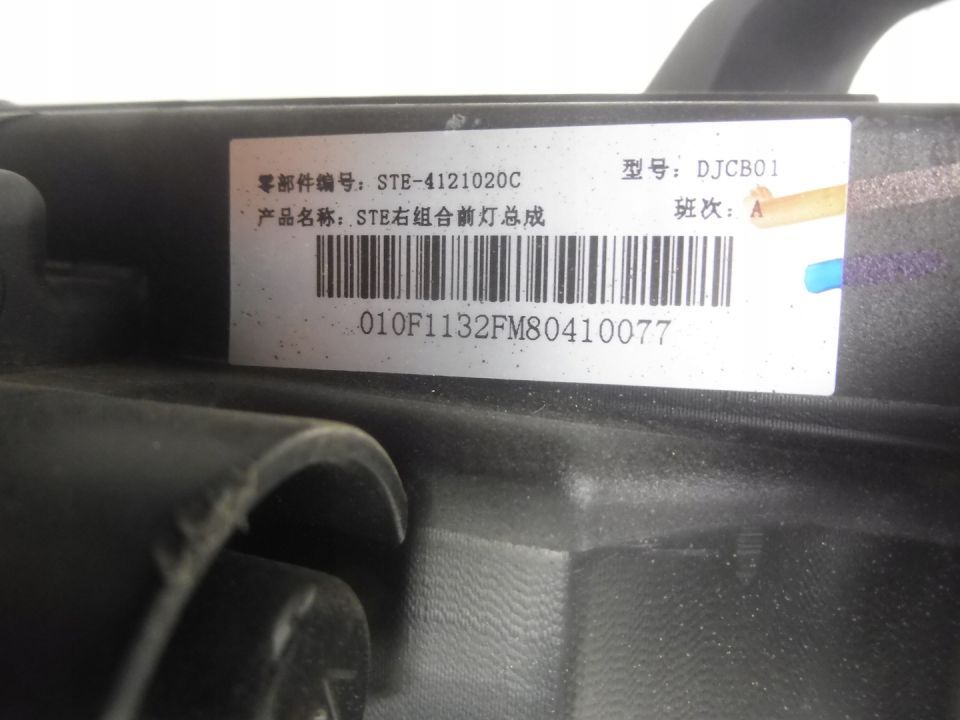 零部件编号：STE-4121020C 型号：DJCB01
产品名称：STE右组合前灯总成 班次：A
010F1132FM80410077